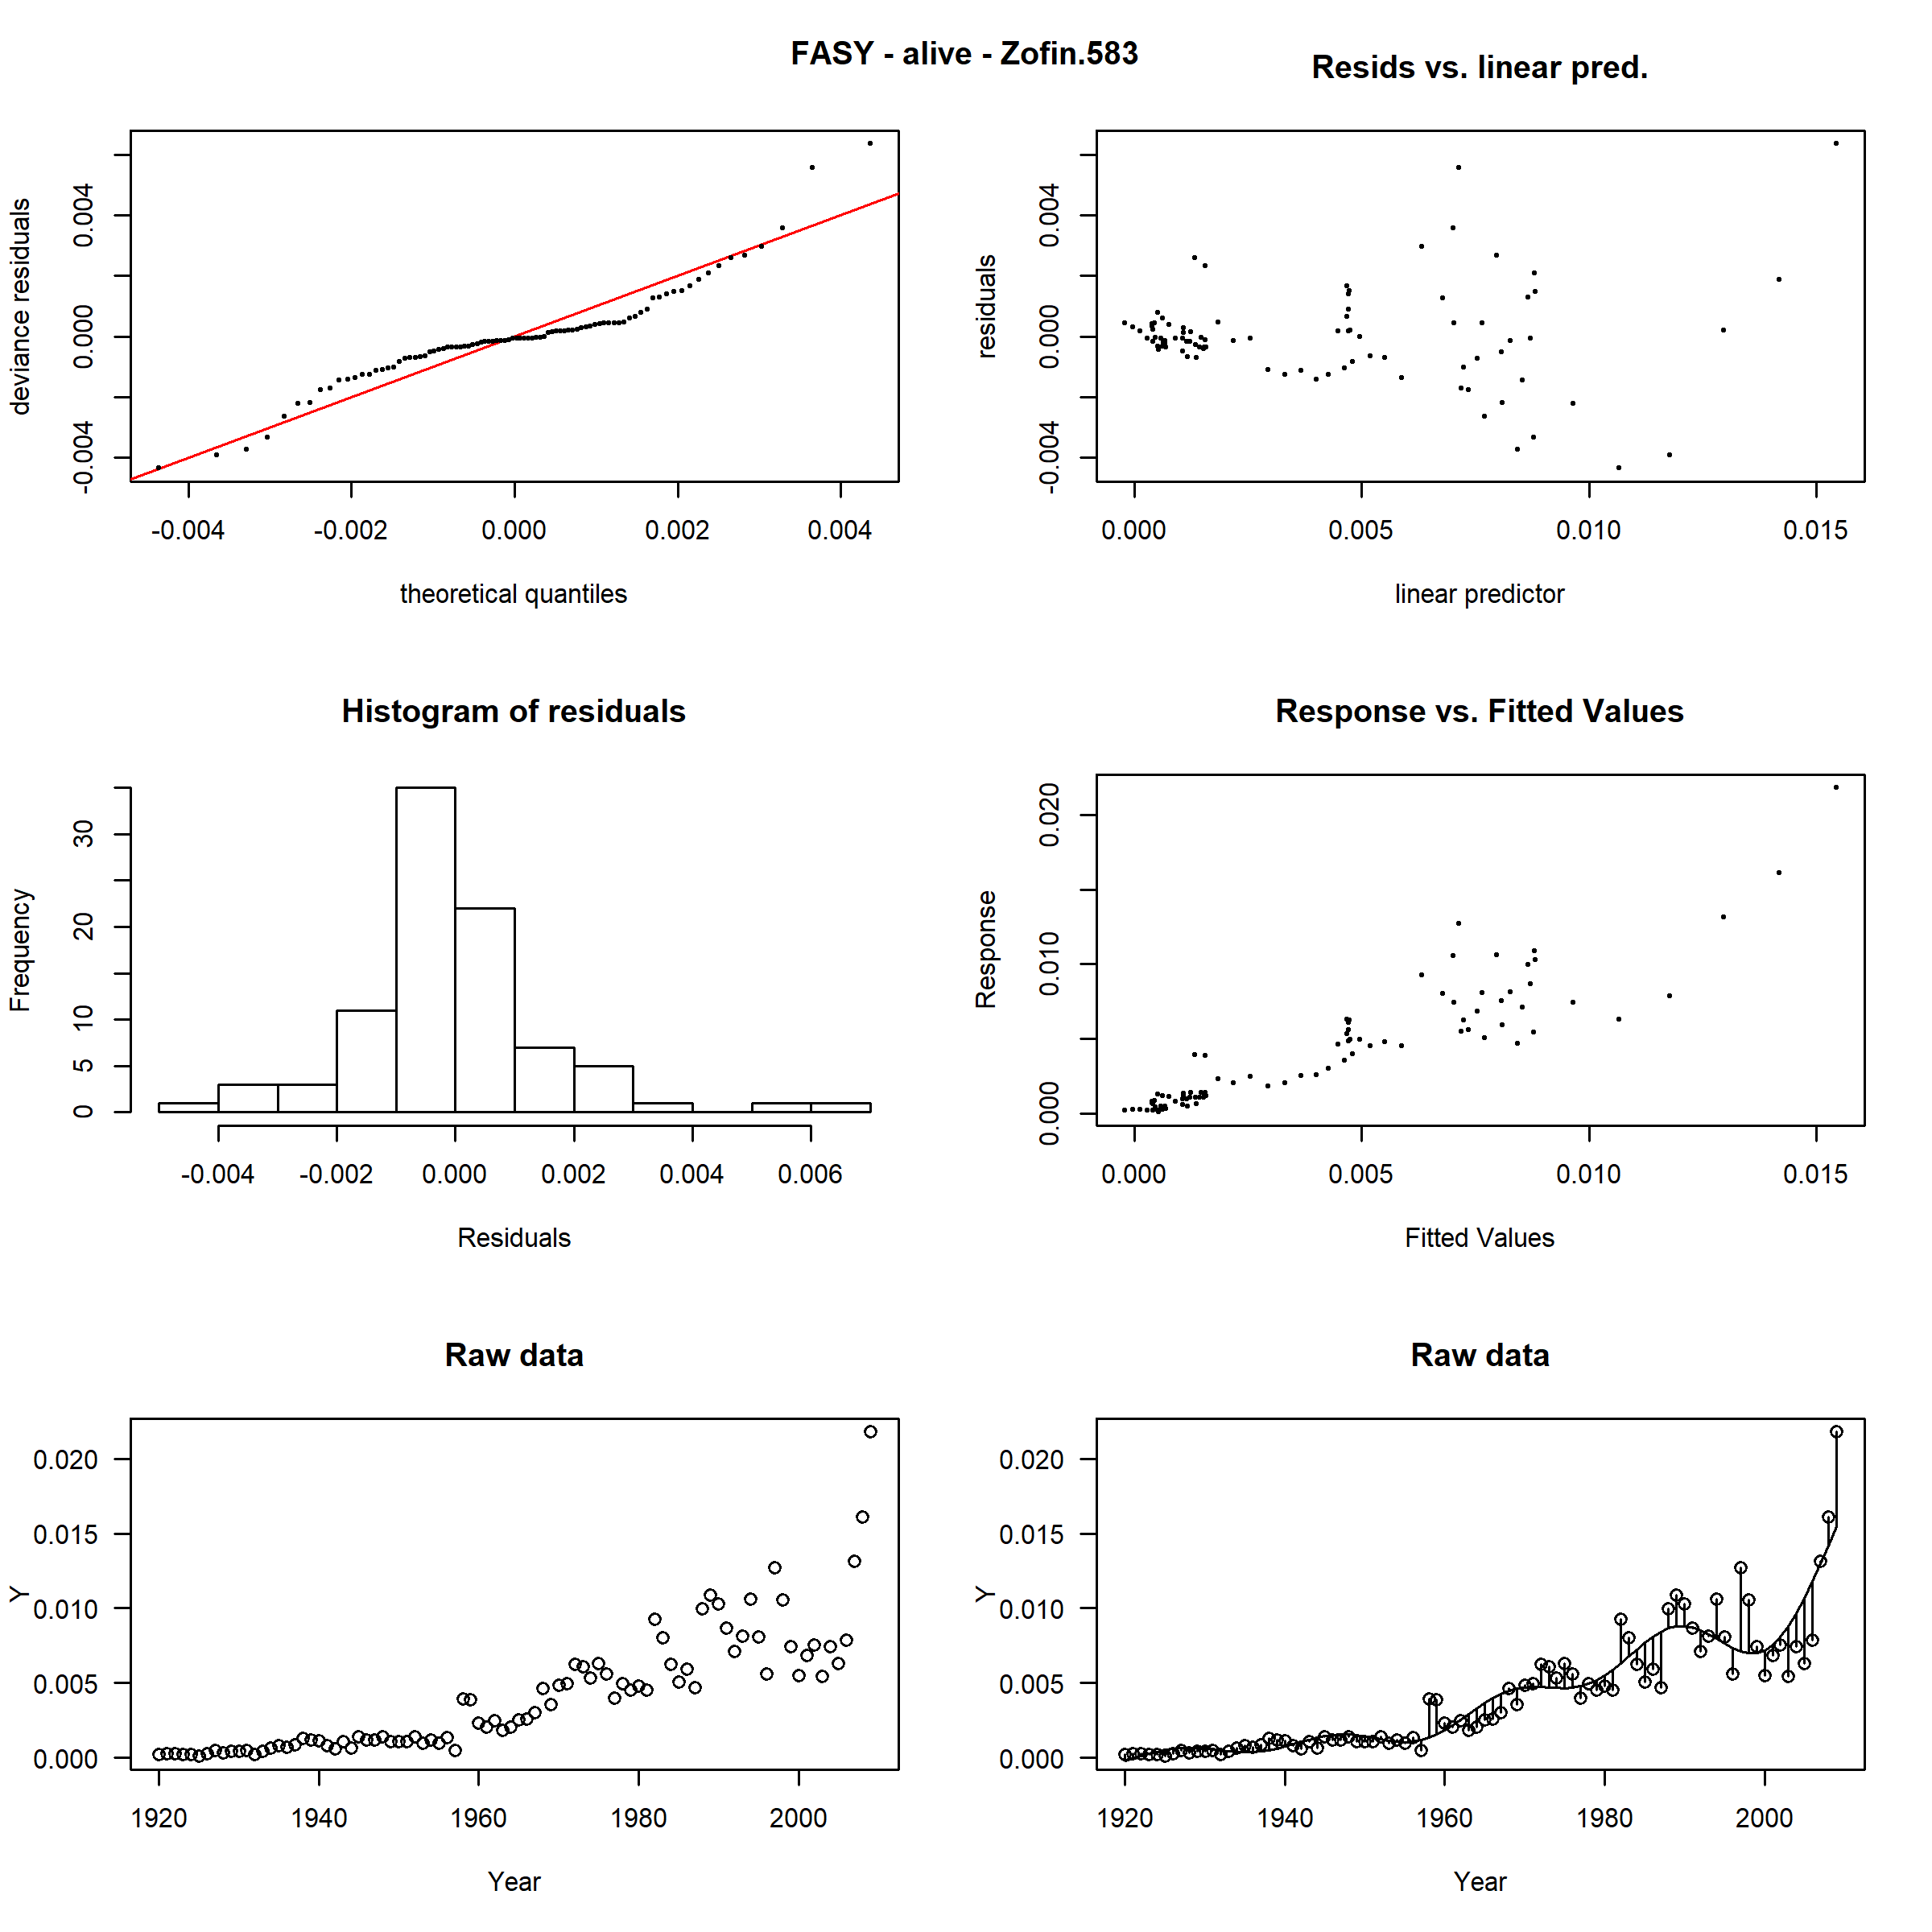 FASY - alive - Zofin.583
Resids vs. linear pred.
deviance residuals
-0.004 0.000 0.004
-0.004 -0.002 0.000 0.002 0.004
theoretical quantiles
residuals
-0.004 0.000 0.004
0.000 0.005 0.010 0.015
linear predictor
Histogram of residuals
Frequency
0 5 10 20 30
-0.004 -0.002 0.000 0.002 0.004 0.006
Residuals
Response vs. Fitted Values
Response
0.000 0.010 0.020
0.000 0.005 0.010 0.015
Fitted Values
Raw data
Y
0.020
0.015
0.010
0.005
0.000
1920 1940 1960 1980 2000
Year
Raw data
Y
0.020
0.015
0.010
0.005
0.000
1920 1940 1960 1980 2000
Year